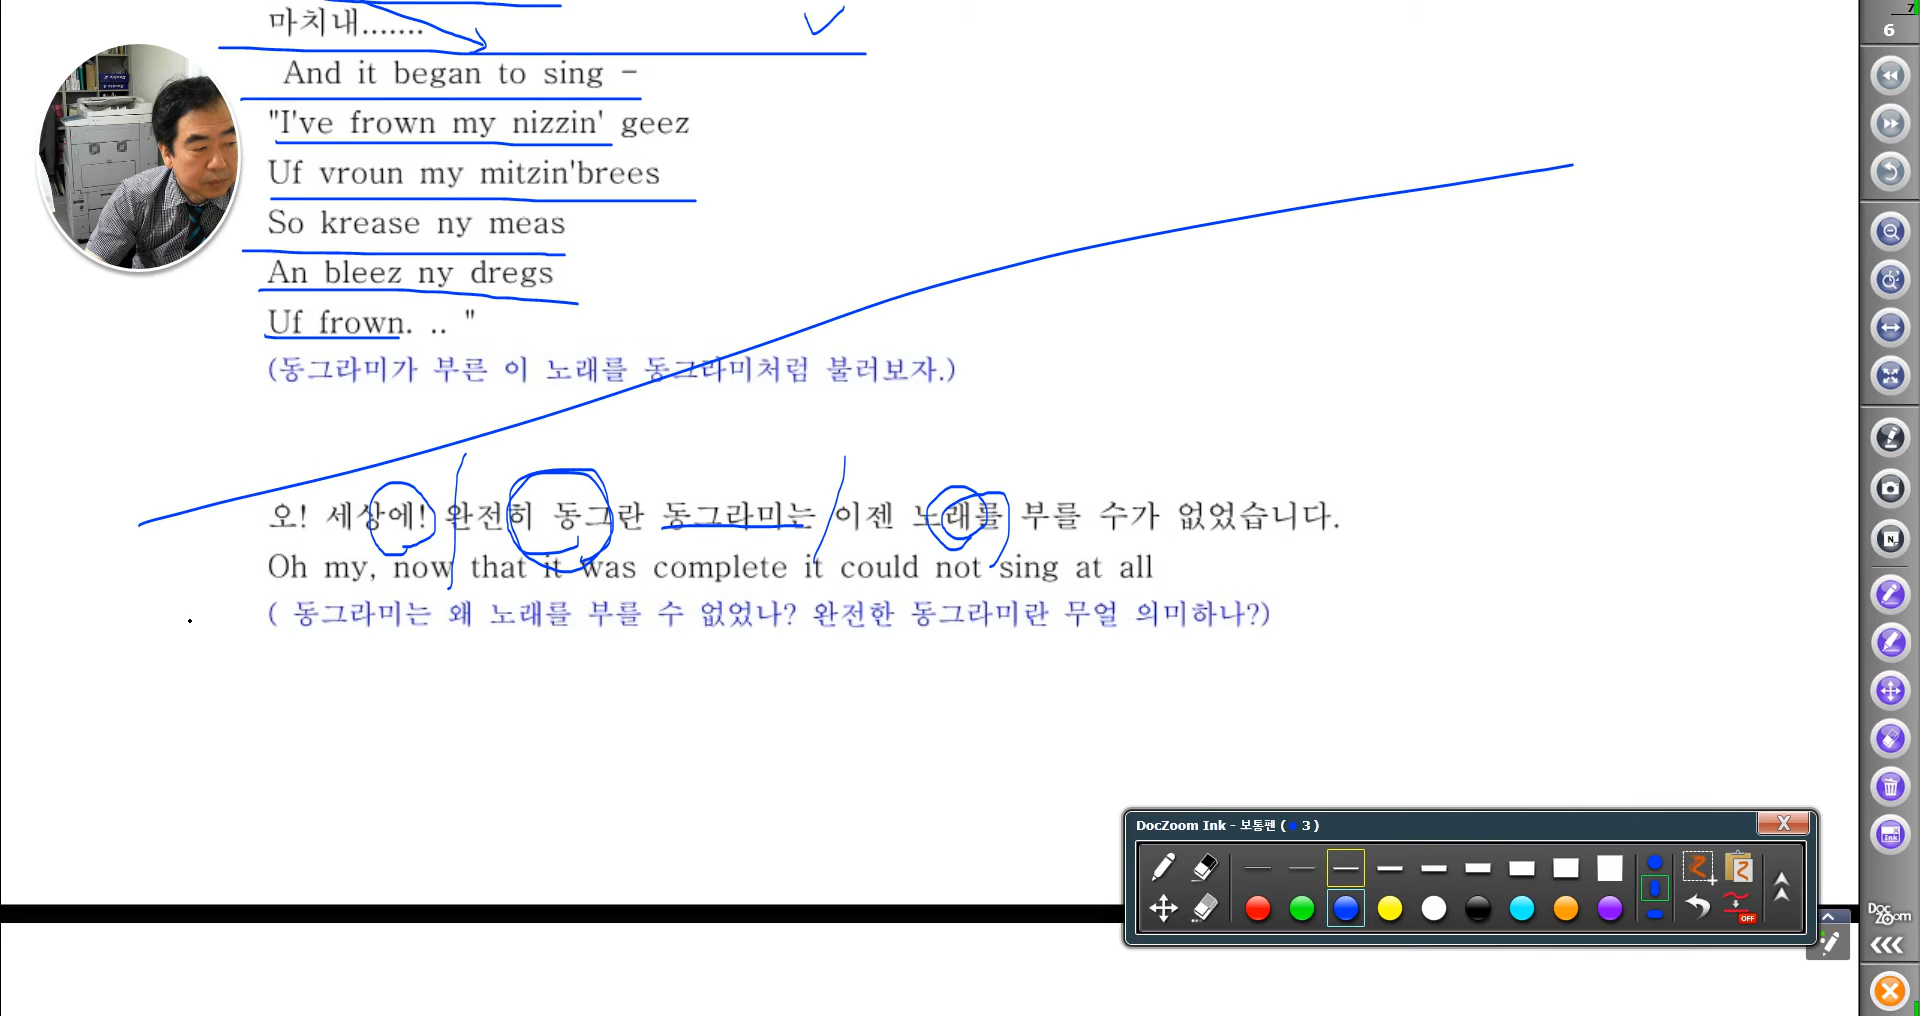 7
6
마치내.......
And it began to sing -
"I've frown my nizzin' geez
Uf vroun my mitzin'brees
So krease ny meas
An bleez ny dregs
Uf frown. .. "
(동그라미가 부른 이 노래를 동그라미처럼 불러보자.)
오! 세상에! 완전히 동그란 동그라미는 이젠 노래를 부를 수가 없었습니다.
Oh my, now that it was complete it could not sing at all
( 동그라미는 왜 노래를 부를 수 없었나? 완전한 동그라미란 무얼 의미하나?)
DocZoom Ink - 보통펜 ( 3 )
X
OFF
N
Ink
Doc
Zoom